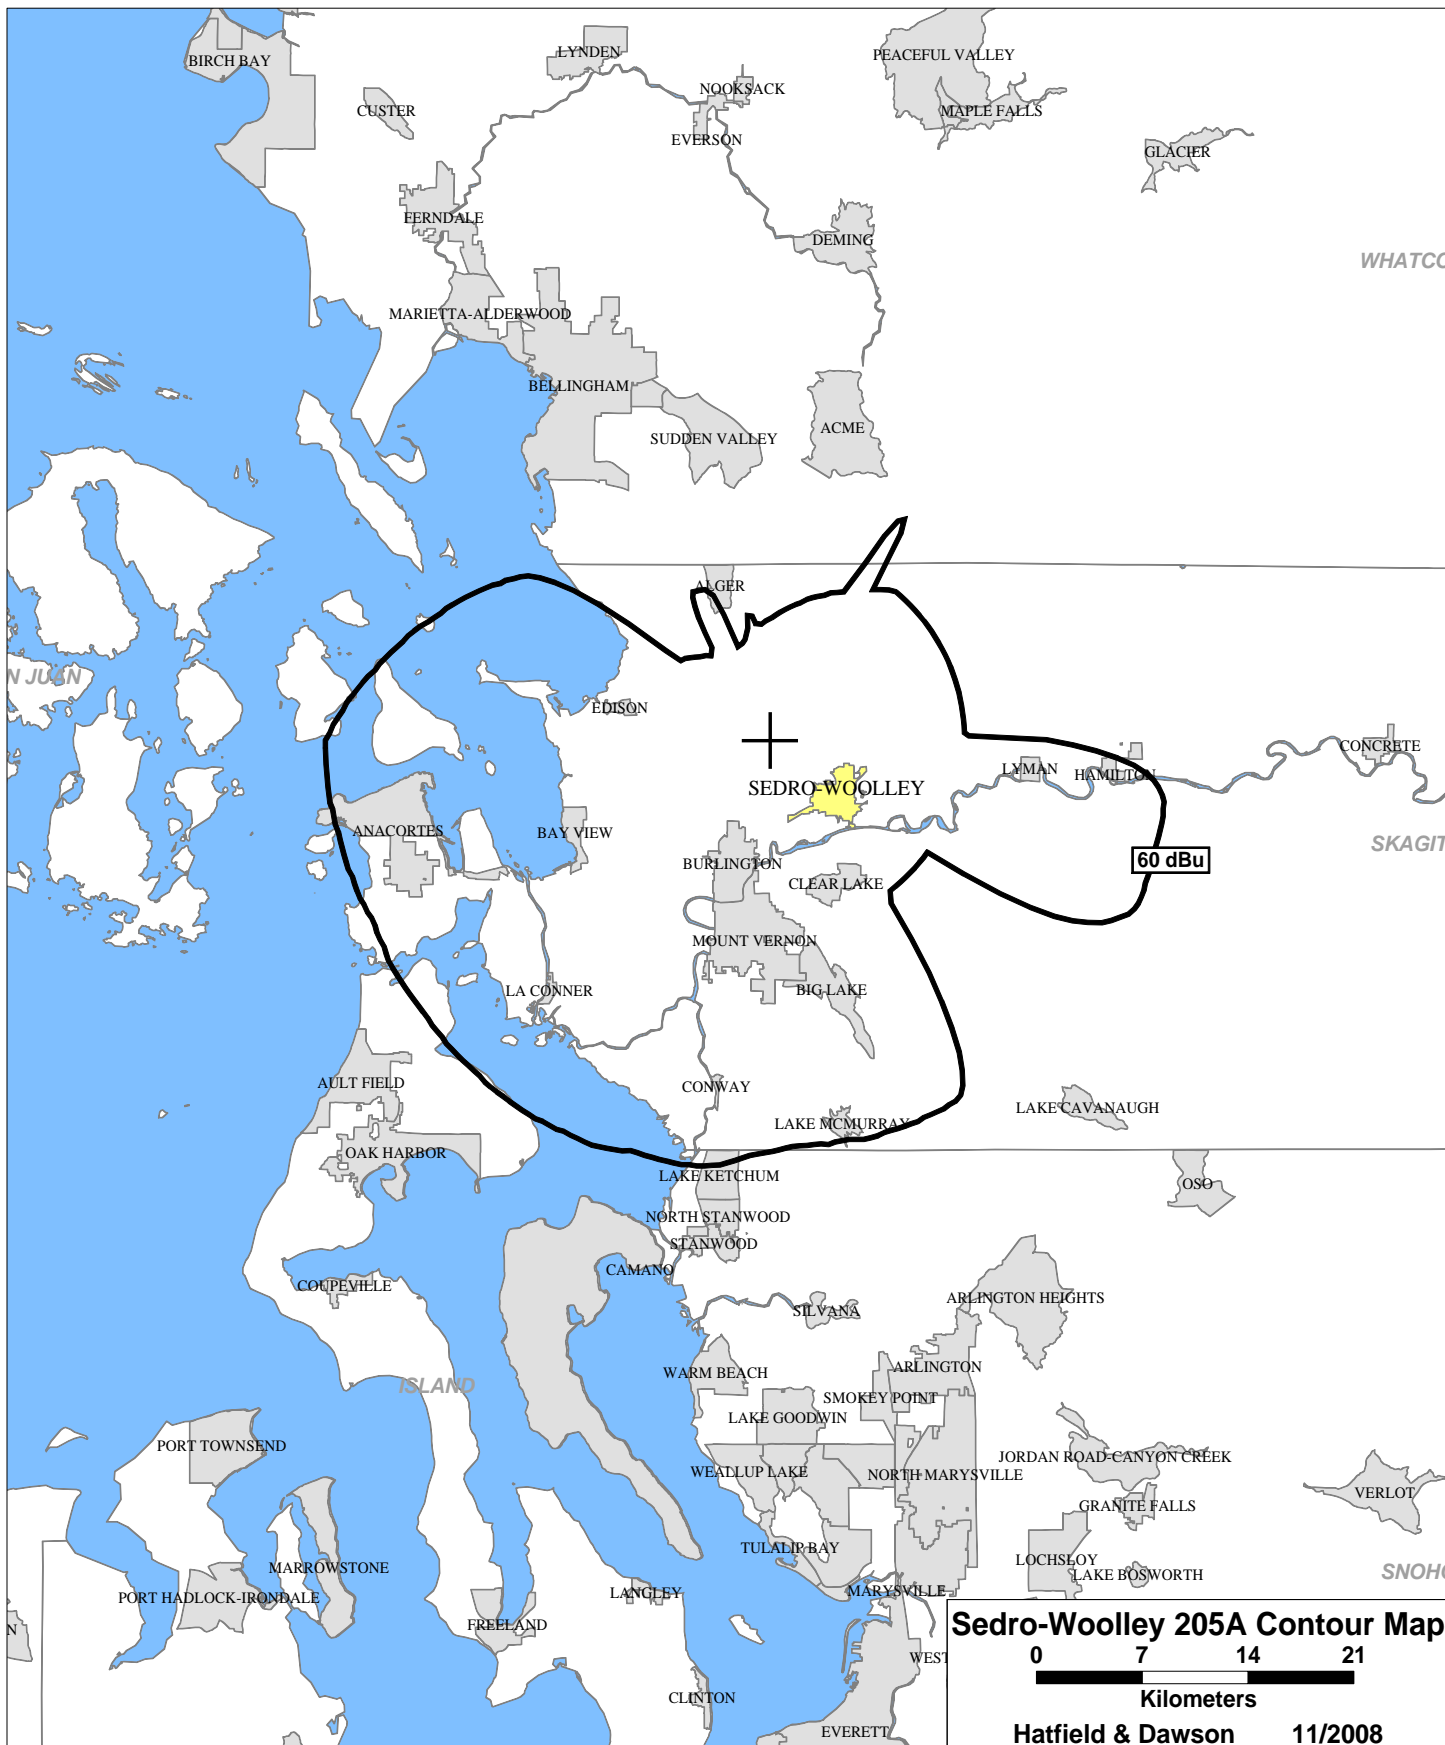 BIRCH BAY
LYNDEN
PEACEFUL VALLEY
NOOKSACK
CUSTER
MAPLE FALLS
EVERSON
GLACIER
FERNDALE
DEMING
WHATCO
MARIETTA-ALDERWOOD
BELLINGHAM
ACME
SUDDEN VALLEY
ALGER
N JUAN
EDISON
CONCRETE
LYMAN
HAMILTON
SEDRO-WOOLLEY
ANACORTES
BAY VIEW
SKAGIT
60 dBu
BURLINGTON
CLEAR LAKE
MOUNT VERNON
LA CONNER
BIG LAKE
AULT FIELD
CONWAY
LAKE CAVANAUGH
LAKE MCMURRAY
OAK HARBOR
LAKE KETCHUM
OSO
NORTH STANWOOD
STANWOOD
CAMANO
COUPEVILLE
ARLINGTON HEIGHTS
SILVANA
ARLINGTON
WARM BEACH
ISLAND
SMOKEY POINT
LAKE GOODWIN
PORT TOWNSEND
JORDAN ROAD-CANYON CREEK
WEALLUP LAKE
NORTH MARYSVILLE
VERLOT
GRANITE FALLS
TULALIP BAY
LOCHSLOY
MARROWSTONE
LAKE BOSWORTH
SNOHO
MARYSVILLE
LANGLEY
PORT HADLOCK-IRONDALE
FREELAND
N
WEST
CLINTON
EVERETT
Sedro-Woolley 205A Contour Map
0 7 14 21
Kilometers
Hatfield & Dawson 11/2008